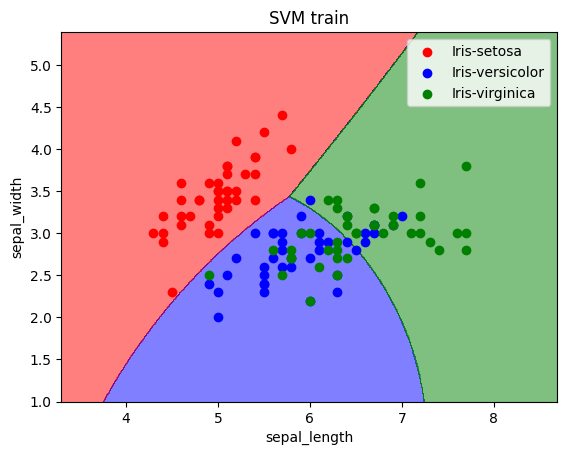 SVM train
Iris-setosa
Iris-versicolor
Iris-virginica
sepal_width
5.0
4.5
4.0
3.5
3.0
2.5
2.0
1.5
1.0
4 5 6 7 8
sepal_length